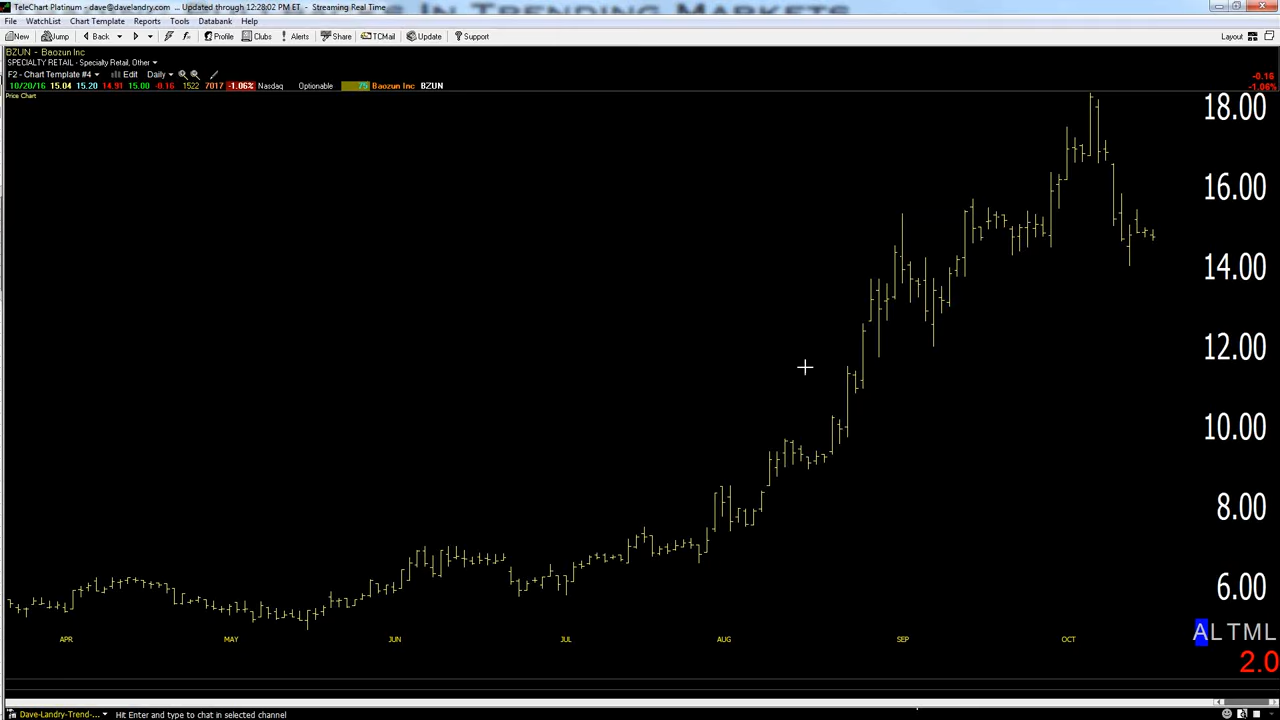 TeleChart Platinum - dave@davelandry.com ... Updated through 12:28:02 PM ET - Streaming Real Time
In Trending Markets
File WatchList Chart Template Reports Tools Databank Help
New Jump Back Profile Clubs Alerts Share TCMail Update Support Layout
BZUN - Baozun Inc
SPECIALTY RETAIL - Specialty Retail, Other
F2 - Chart Template #4 Edit Daily
-0.16
10/20/16 15.04 15.20 14.91 15.00 -0.16 1522 7017 -1.06% Nasdaq Optionable 75 Baozun Inc BZUN
-1.06%
Price Chart
18.00
16.00
14.00
12.00
10.00
8.00
6.00
ALTML
APR MAY JUN JUL AUG SEP OCT
2.0
Dave-Landry-Trend-... Hit Enter and type to chat in selected channel